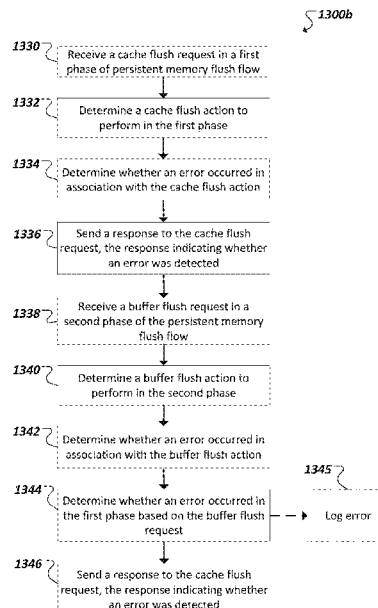 1300b
1330
Receive a cache flush request in a first
phase of persistent memory flush flow
1332
Determine a cache flush action to
perform in the first phase
1334
Determine whether an error occurred in
association with the cache flush action
1336
Send a response to the cache flush
request, the response indicating whether
an error was detected
1338
Receive a buffer flush request in a
second phase of the persistent memory
flush flow
1340
Determine a buffer flush action to
perform in the second phase
1342
Determine whether an error occurred in
association with the buffer flush action
1344
Determine whether an error occurred in
the first phase based on the buffer flush
request
1345
Log error
1346
Send a response to the cache flush
request, the response indicating whether
an error was detected